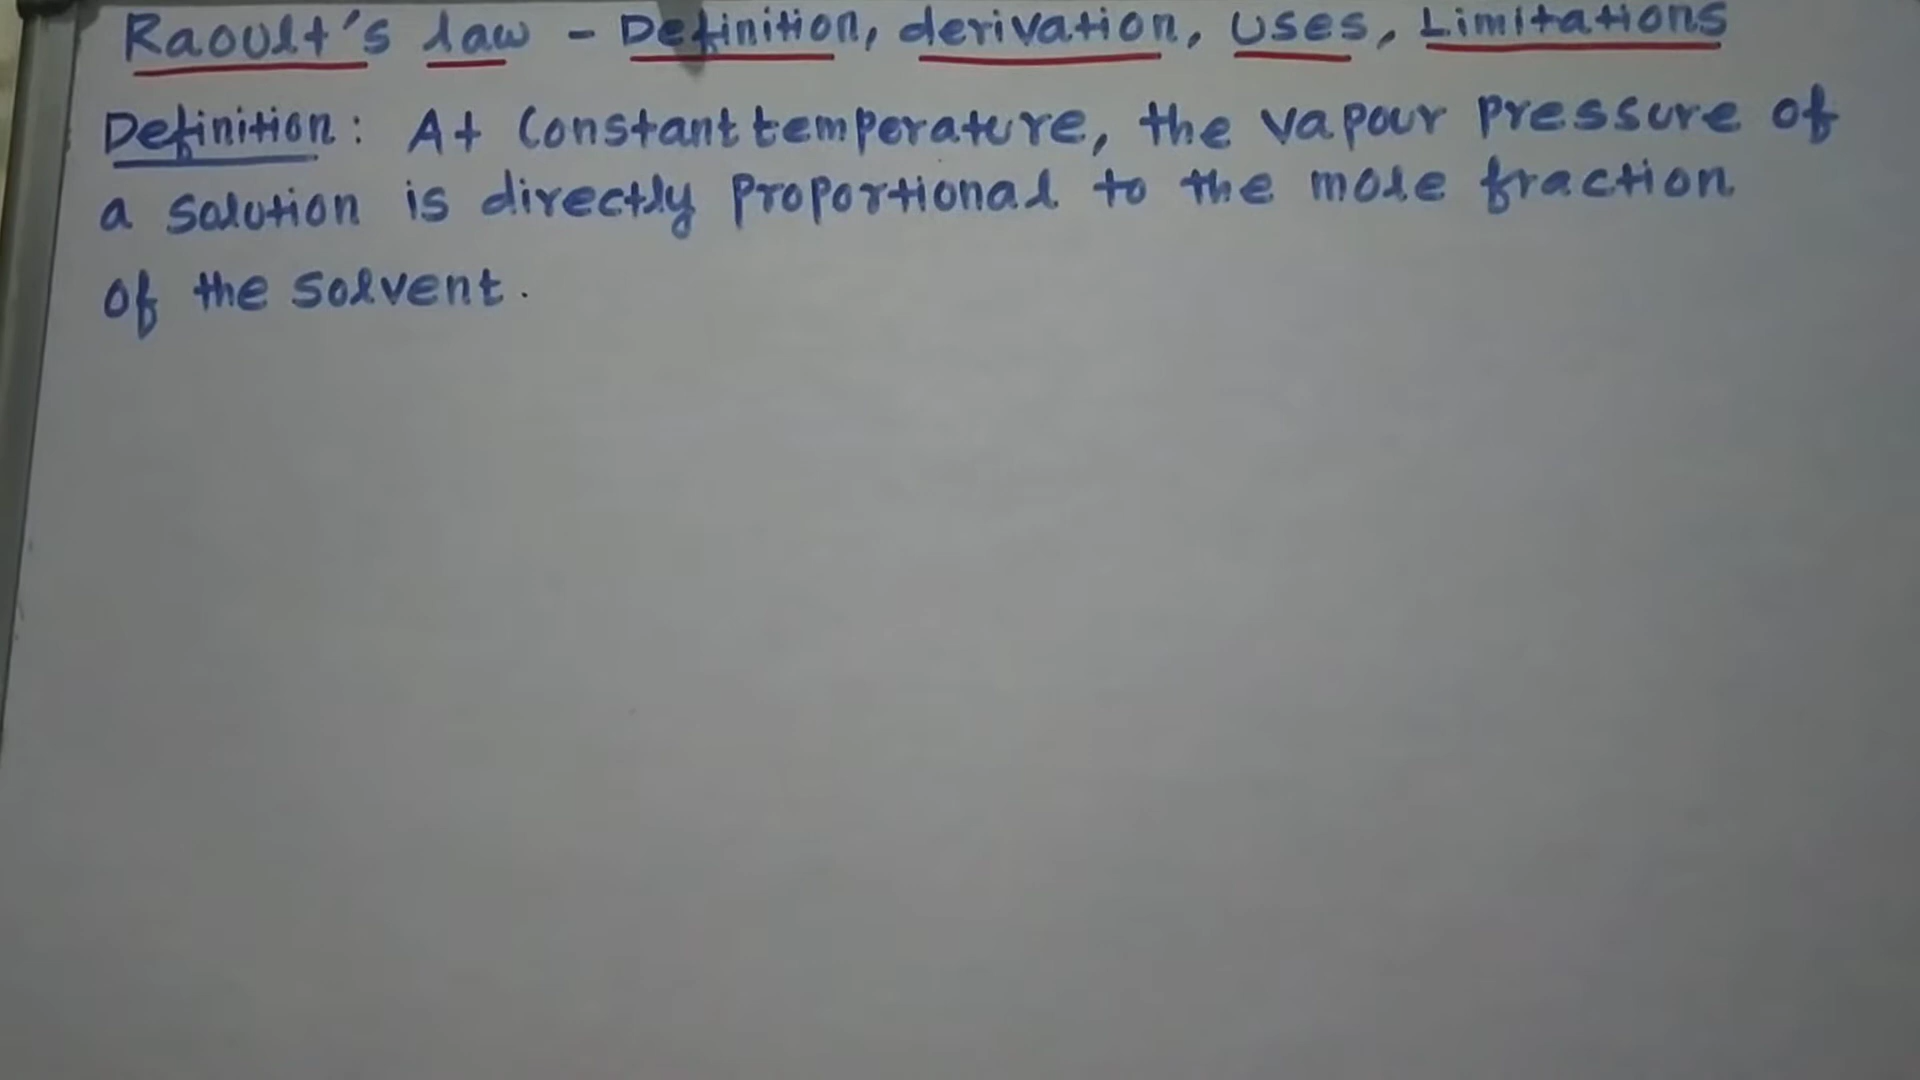 Raoult's law - Definition, derivation, uses, Limitations
Definition: At Constant temperature, the vapour pressure of
a solution is directly proportional to the mole fraction
of the solvent.